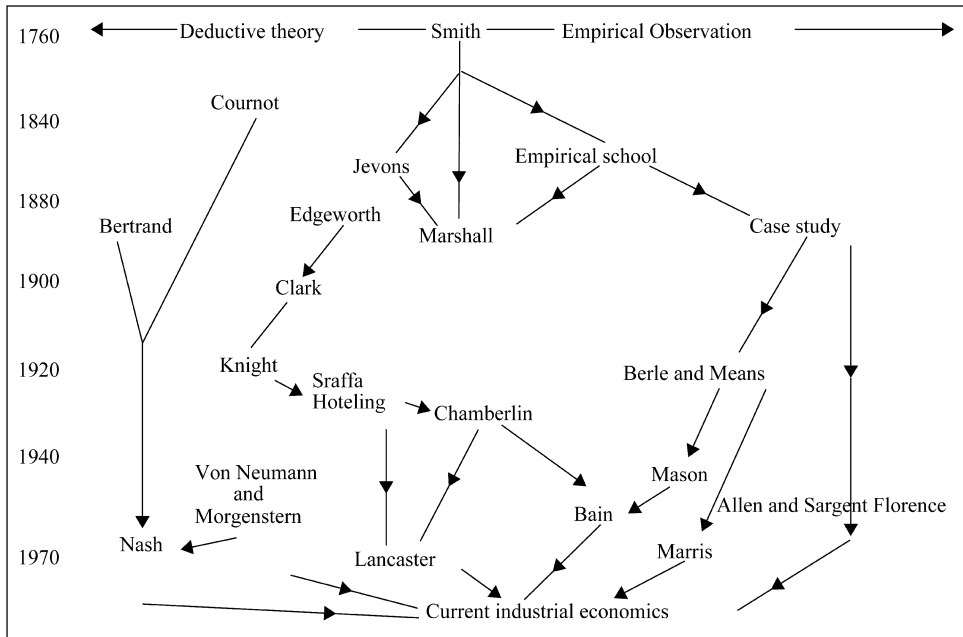 1760
Deductive theory
Smith
Empirical Observation
Cournot
1840
Jevons
Empirical school
1880
Edgeworth
Bertrand
Marshall
Case study
1900
Clark
1920
Knight
Sraffa
Hoteling
Berle and Means
Chamberlin
1940
Von Neumann
and
Morgenstern
Mason
Bain
Allen and Sargent Florence
Nash
1970
Lancaster
Marris
Current industrial economics